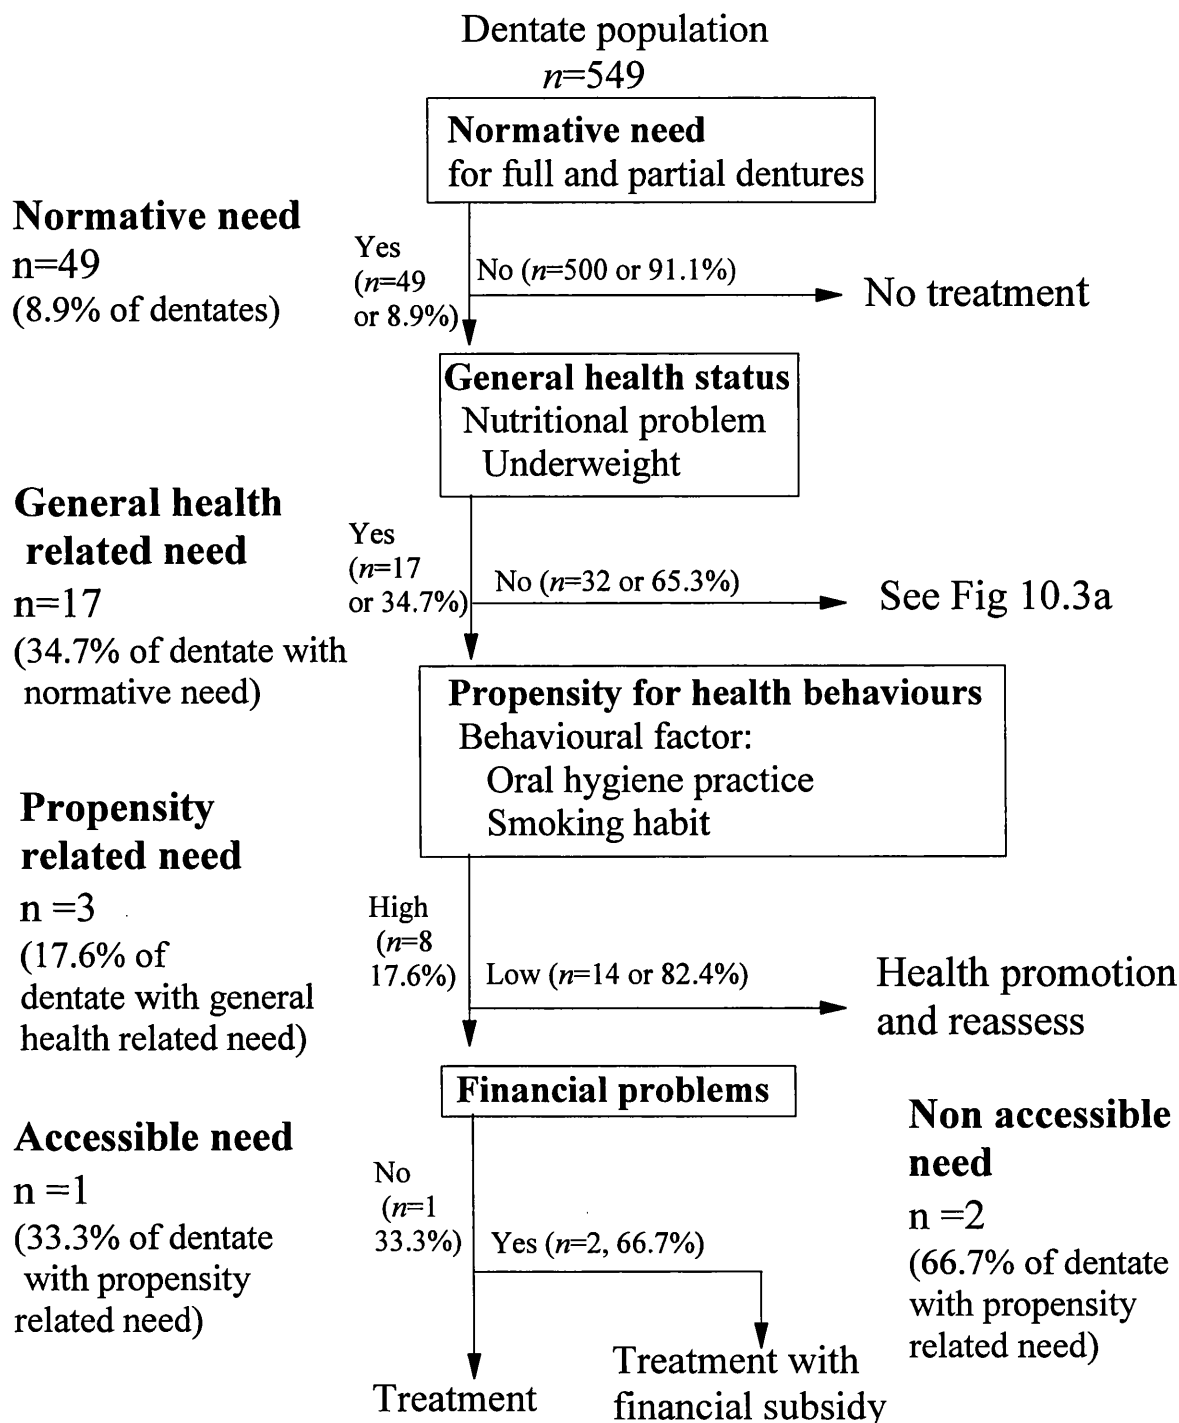 Dentate population
n=549
Normative need
for full and partial dentures
Normative need
n=49
(8.9% of dentates)
Yes
(n=49
or 8.9%)
No (n=500 or 91.1%)
No treatment
General health status
Nutritional problem
Underweight
General health
related need
n=17
(34.7% of dentate with
normative need)
Yes
(n=17
or 34.7%)
No (n=32 or 65.3%)
See Fig 10.3a
Propensity for health behaviours
Behavioural factor:
Oral hygiene practice
Smoking habit
Propensity
related need
n =3
(17.6% of
dentate with general
health related need)
High
(n=8
17.6%)
Low (n=14 or 82.4%)
Health promotion
and reassess
Financial problems
Accessible need
n =1
(33.3% of dentate
with propensity
related need)
No
(n=1
33.3%)
Yes (n=2, 66.7%)
Non accessible
need
n =2
(66.7% of dentate
with propensity
related need)
Treatment
Treatment with
financial subsidy